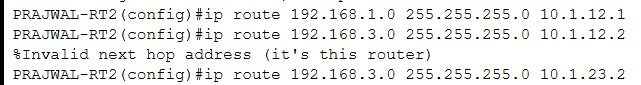 PRAJWAL-RT2(config)#ip route 192.168.1.0 255.255.255.0 10.1.12.1
PRAJWAL-RT2(config)#ip route 192.168.3.0 255.255.255.0 10.1.12.2
%Invalid next hop address (it's this router)
PRAJWAL-RT2(config)#ip route 192.168.3.0 255.255.255.0 10.1.23.2